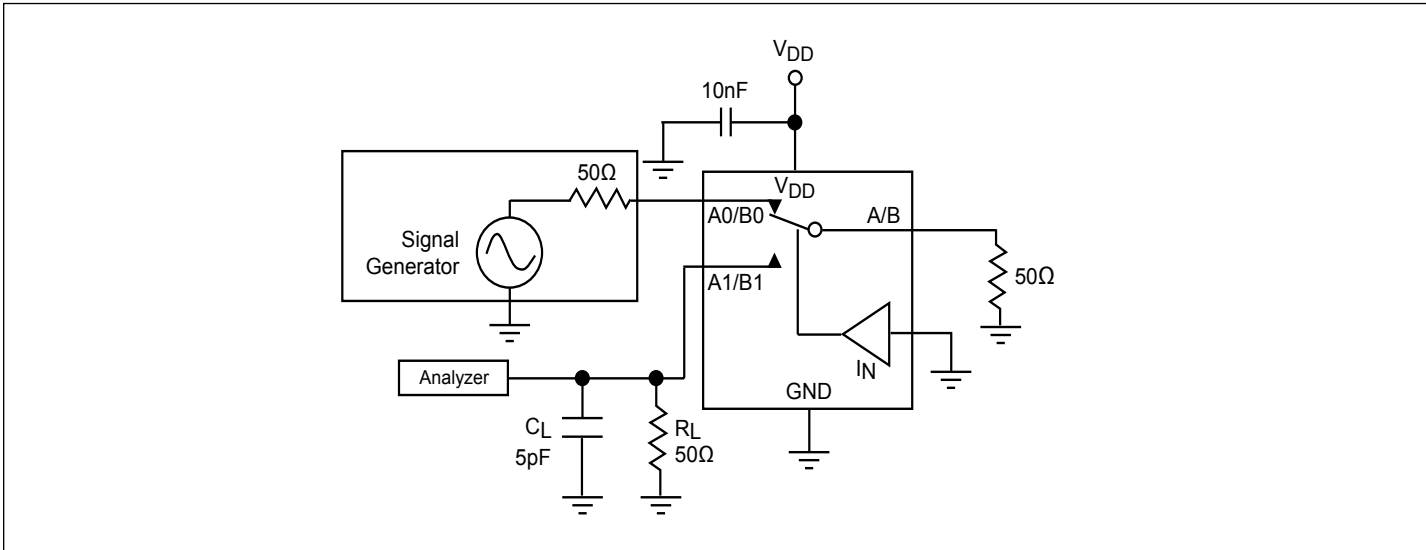 VDD
10nF
50Ω
VDD
A0/B0
A/B
Signal
Generator
A1/B1
50Ω
IN
Analyzer
GND
CL
5pF
RL
50Ω